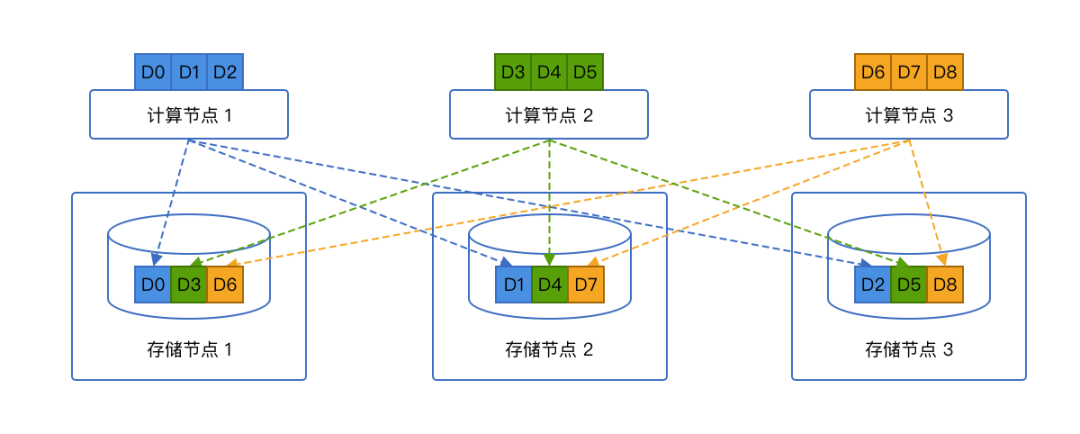 D0 D1 D2 D3 D4 D5 D6 D7 D8
计算节点 1 计算节点 2 计算节点 3
D0 D3 D6 D1 D4 D7 D2 D5 D8
存储节点 1 存储节点 2 存储节点 3